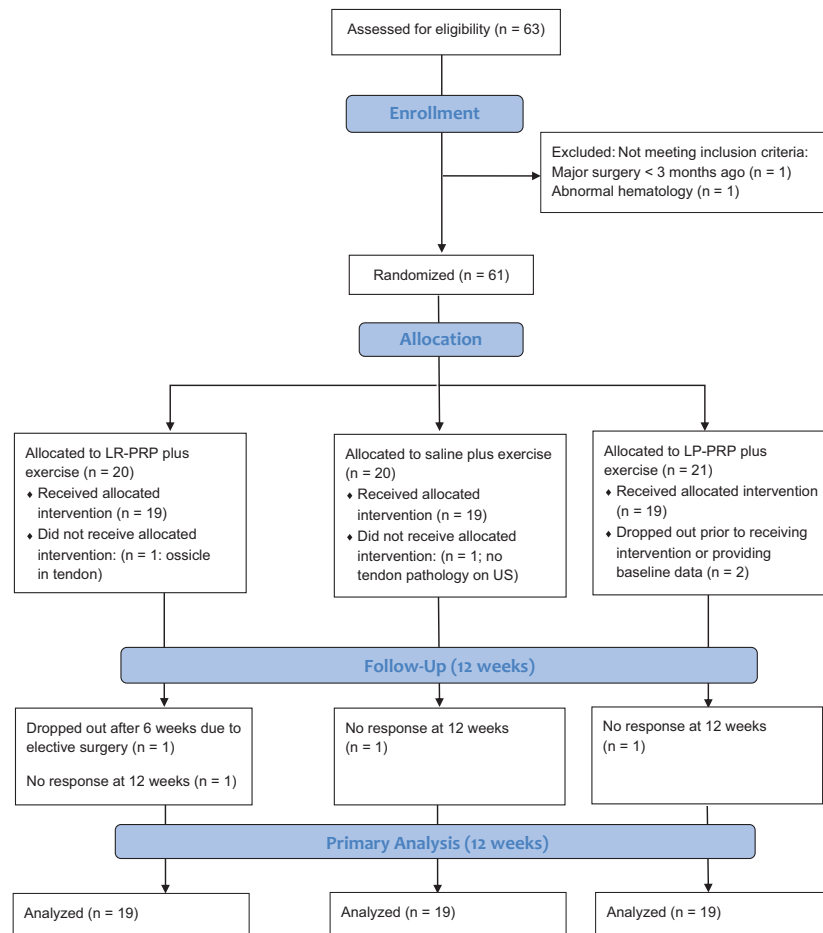 Assessed for eligibility (n = 63)
Enrollment
Excluded: Not meeting inclusion criteria:
Major surgery < 3 months ago (n = 1)
Abnormal hematology (n = 1)
Randomized (n = 61)
Allocation
Allocated to LR-PRP plus
exercise (n = 20)
♦ Received allocated
intervention (n = 19)
♦ Did not receive allocated
intervention: (n = 1: ossicle
in tendon)
Allocated to saline plus exercise
(n = 20)
♦ Received allocated
intervention (n = 19)
♦ Did not receive allocated
intervention: (n = 1; no
tendon pathology on US)
Allocated to LP-PRP plus
exercise (n = 21)
♦ Received allocated intervention
(n = 19)
♦ Dropped out prior to receiving
intervention or providing
baseline data (n = 2)
Follow-Up (12 weeks)
Dropped out after 6 weeks due to
elective surgery (n = 1)
No response at 12 weeks (n = 1)
No response at 12 weeks
(n = 1)
No response at 12 weeks
(n = 1)
Primary Analysis (12 weeks)
Analyzed (n = 19)
Analyzed (n = 19)
Analyzed (n = 19)